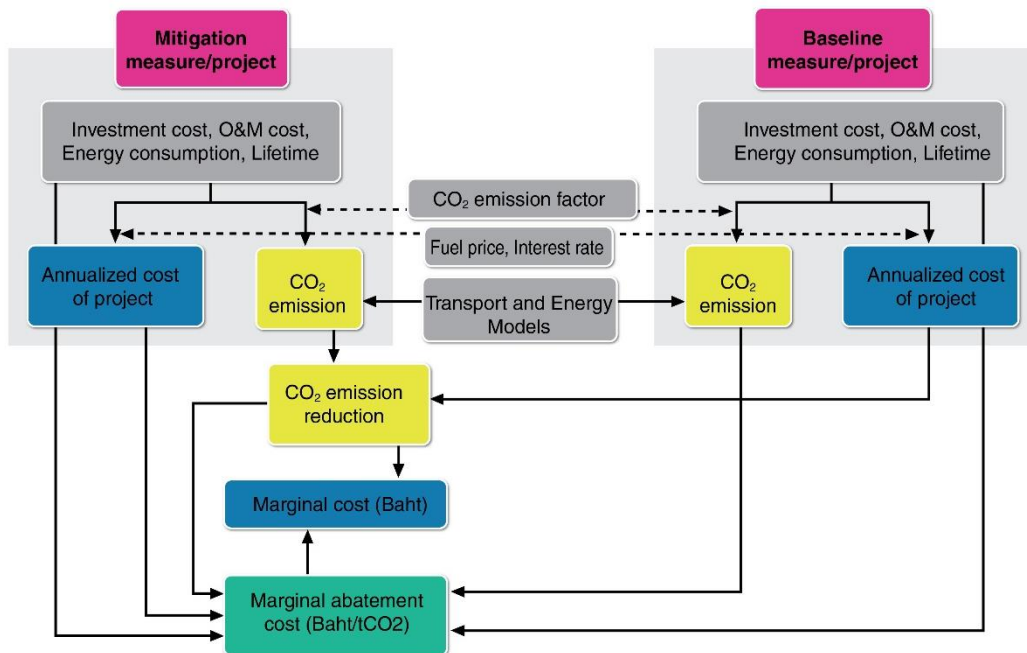 Mitigation
measure/project
Baseline
measure/project
Investment cost, O&M cost,
Energy consumption, Lifetime
Investment cost, O&M cost,
Energy consumption, Lifetime
CO₂ emission factor
Fuel price, Interest rate
Annualized cost
of project
CO₂
emission
Transport and Energy
Models
CO₂
emission
Annualized cost
of project
CO₂ emission
reduction
Marginal cost (Baht)
Marginal abatement
cost (Baht/tCO2)